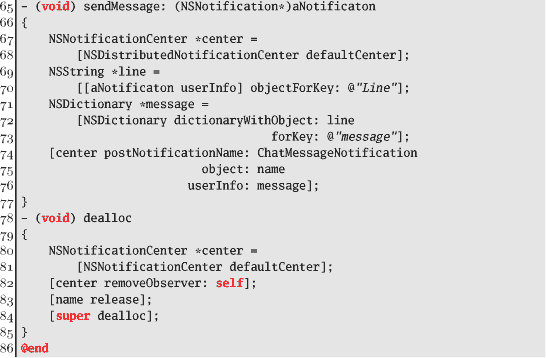 65 - (void) sendMessage: (NSNotification*)aNotificaton
66 {
67     NSNotificationCenter *center =
68         [NSDistributedNotificationCenter defaultCenter];
69     NSString *line =
70         [[aNotificaton userInfo] objectForKey: @"Line"];
71     NSDictionary *message =
72         [NSDictionary dictionaryWithObject: line
73                                     forKey: @"message"];
74     [center postNotificationName: ChatMessageNotification
75                           object: name
76                         userInfo: message];
77 }
78 - (void) dealloc
79 {
80     NSNotificationCenter *center =
81         [NSNotificationCenter defaultCenter];
82     [center removeObserver: self];
83     [name release];
84     [super dealloc];
85 }
86 @end